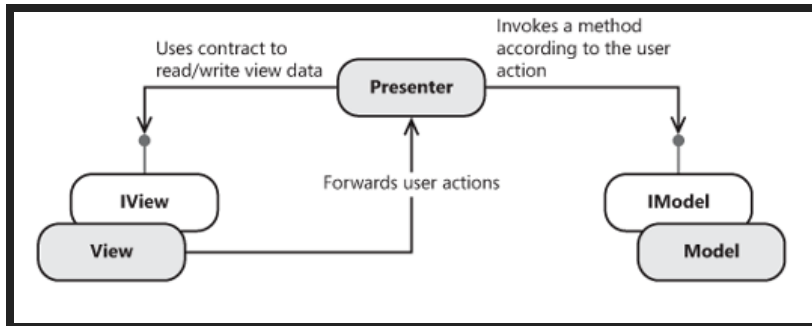 Uses contract to
read/write view data
Presenter
Invokes a method
according to the user
action
Forwards user actions
IView
View
IModel
Model